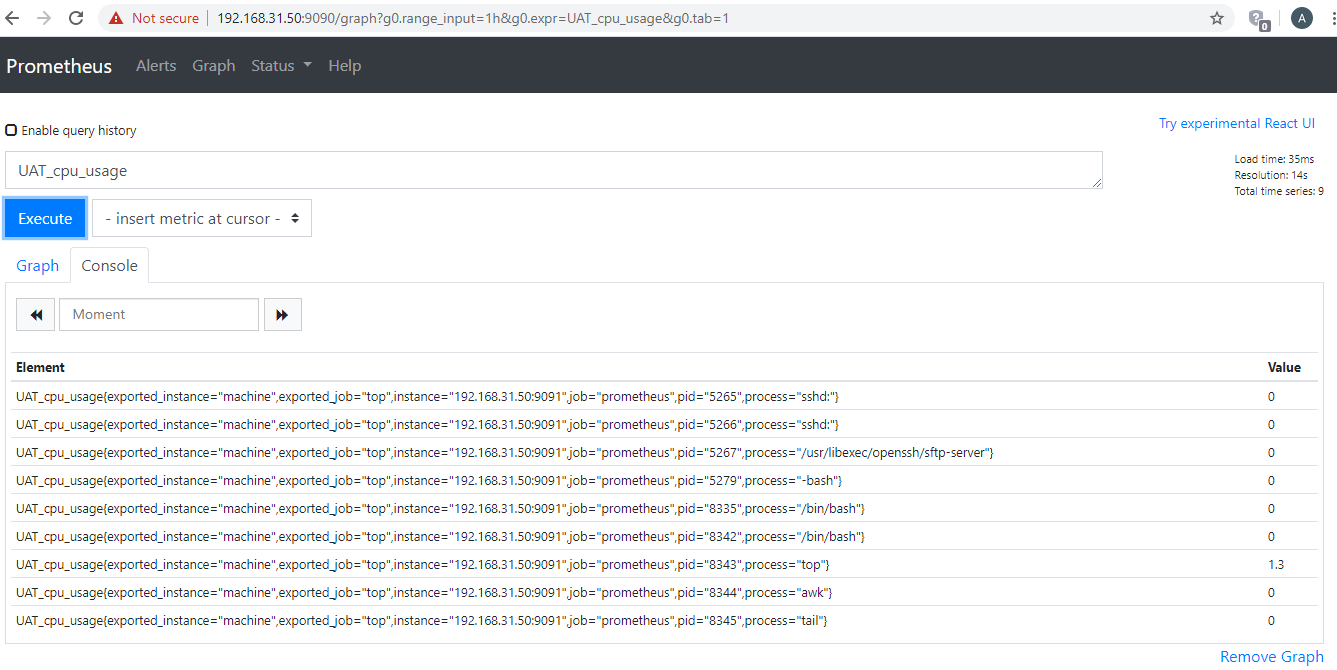 Not secure 192.168.31.50:9090/graph?g0.range_input=1h&g0.expr=UAT_cpu_usage&g0.tab=1 0 A
Prometheus Alerts Graph Status Help
Enable query history Try experimental React UI
UAT_cpu_usage
Load time: 35ms
Resolution: 14s
Total time series: 9
Execute - insert metric at cursor -
Graph Console
Moment
Element Value
UAT_cpu_usage{exported_instance="machine",exported_job="top",instance="192.168.31.50:9091",job="prometheus",pid="5265",process="sshd:"} 0
UAT_cpu_usage{exported_instance="machine",exported_job="top",instance="192.168.31.50:9091",job="prometheus",pid="5266",process="sshd:"} 0
UAT_cpu_usage{exported_instance="machine",exported_job="top",instance="192.168.31.50:9091",job="prometheus",pid="5267",process="/usr/libexec/openssh/sftp-server"} 0
UAT_cpu_usage{exported_instance="machine",exported_job="top",instance="192.168.31.50:9091",job="prometheus",pid="5279",process="-bash"} 0
UAT_cpu_usage{exported_instance="machine",exported_job="top",instance="192.168.31.50:9091",job="prometheus",pid="8335",process="/bin/bash"} 0
UAT_cpu_usage{exported_instance="machine",exported_job="top",instance="192.168.31.50:9091",job="prometheus",pid="8342",process="/bin/bash"} 0
UAT_cpu_usage{exported_instance="machine",exported_job="top",instance="192.168.31.50:9091",job="prometheus",pid="8343",process="top"} 1.3
UAT_cpu_usage{exported_instance="machine",exported_job="top",instance="192.168.31.50:9091",job="prometheus",pid="8344",process="awk"} 0
UAT_cpu_usage{exported_instance="machine",exported_job="top",instance="192.168.31.50:9091",job="prometheus",pid="8345",process="tail"} 0
Remove Graph